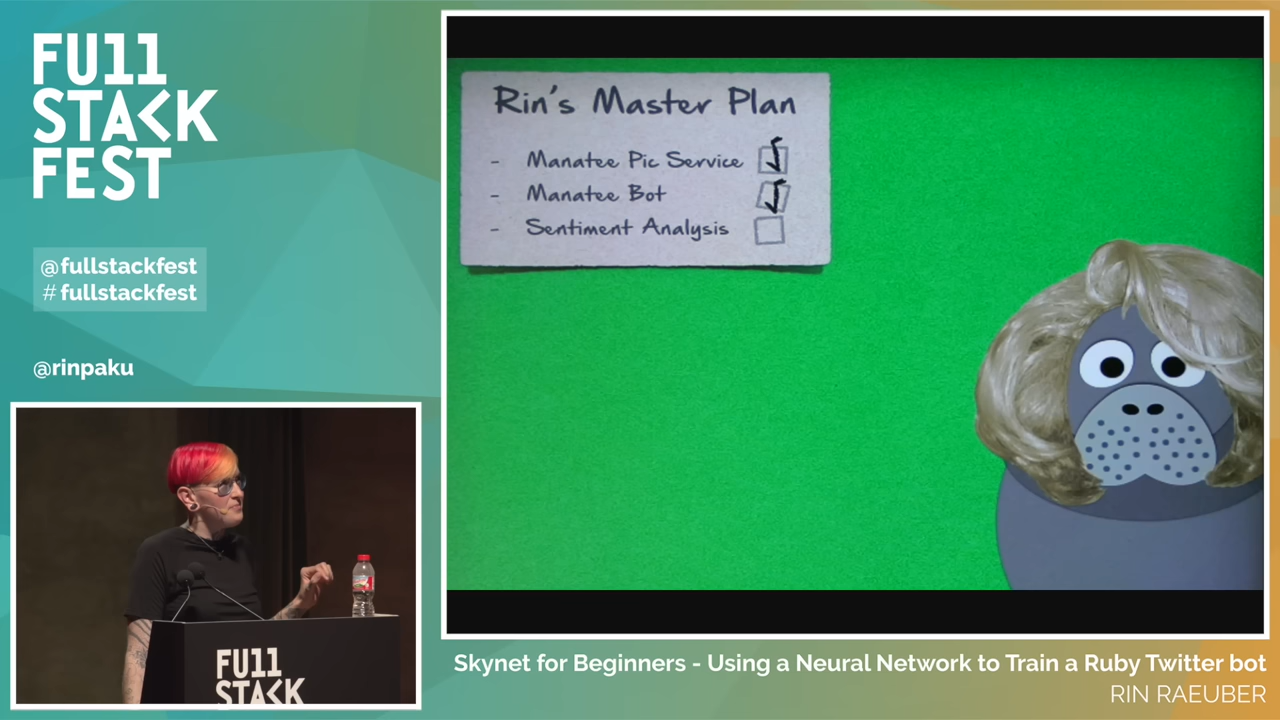 FU11
STACK
FEST
@fullstackfest
# fullstackfest
@rinpaku
Rin's Master Plan
- Manatee Pic Service
- Manatee Bot
- Sentiment Analysis
FU11
STACK
Skynet for Beginners - Using a Neural Network to Train a Ruby Twitter bot
RIN RAEUBER